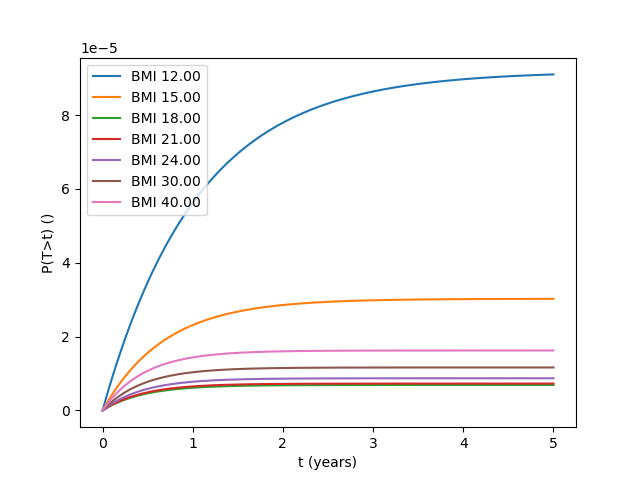 1e−5
BMI 12.00
BMI 15.00
BMI 18.00
BMI 21.00
BMI 24.00
BMI 30.00
BMI 40.00
8
6
4
2
0
P(T>t) ()
0 1 2 3 4 5
t (years)